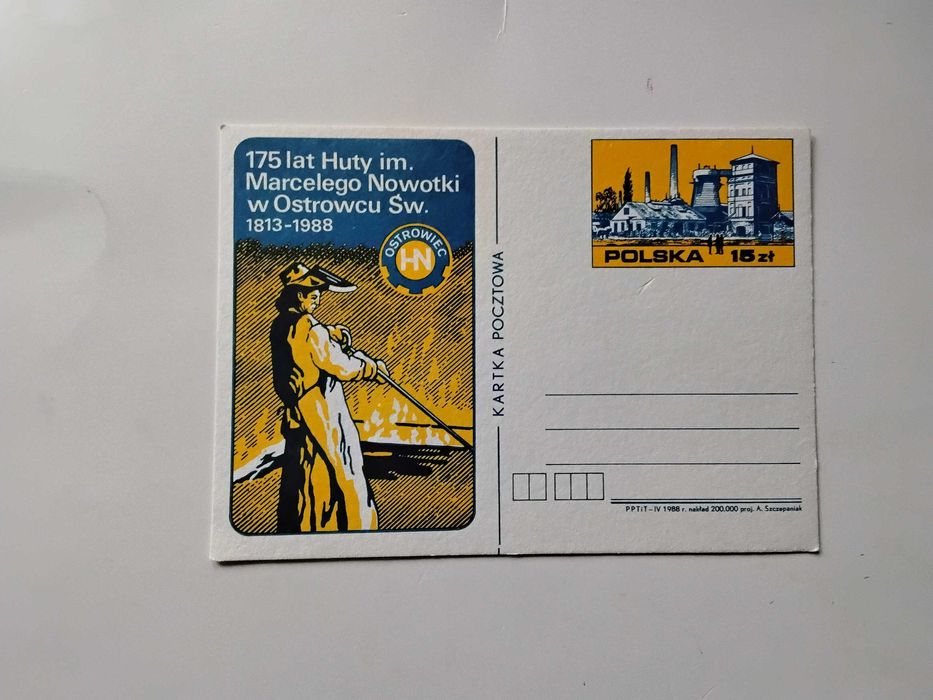 175 lat Huty im.
Marcelego Nowotki
w Ostrowcu Św.
1813-1988
OSTROWIEC
HN
KARTKA POCZTOWA
POLSKA 15 zł
PPTiT-IV 1988 r. nakład 200.000 proj. A. Szczepaniak